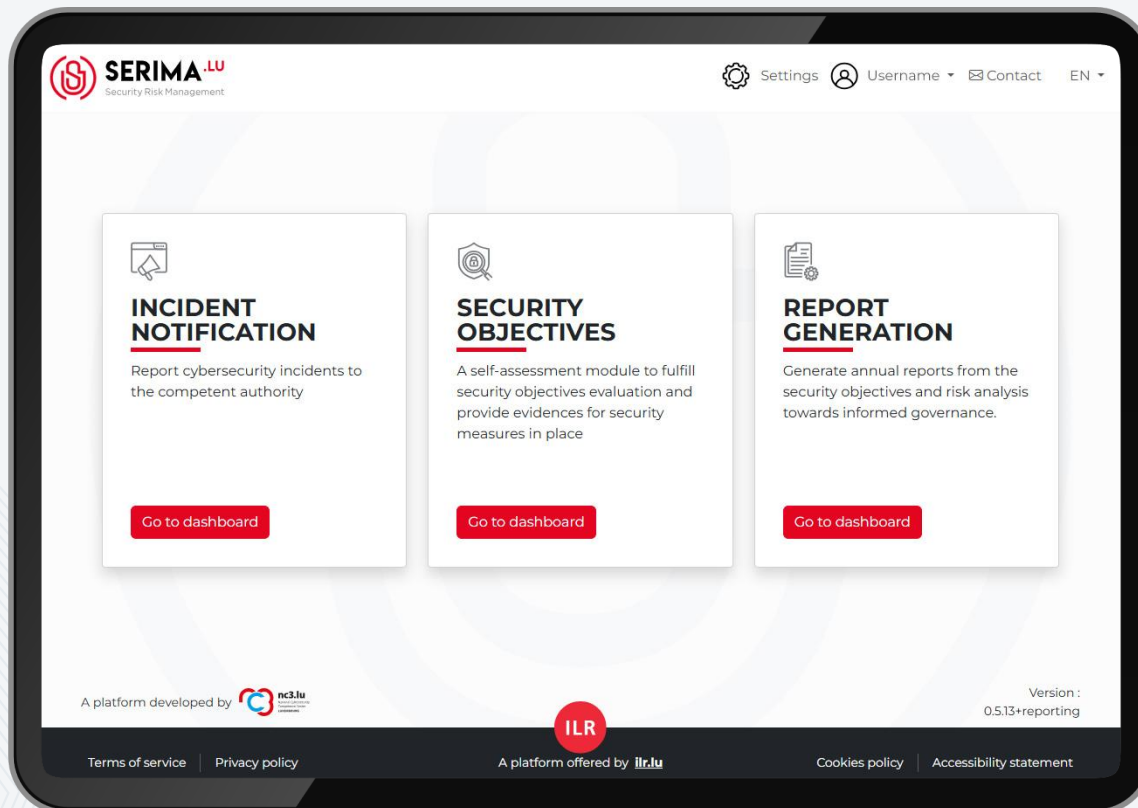 SERIMA.LU
Security Risk Management
Settings
Username
Contact
EN
INCIDENT
NOTIFICATION
Report cybersecurity incidents to
the competent authority
Go to dashboard
SECURITY
OBJECTIVES
A self-assessment module to fulfill
security objectives evaluation and
provide evidences for security
measures in place
Go to dashboard
REPORT
GENERATION
Generate annual reports from the
security objectives and risk analysis
towards informed governance.
Go to dashboard
A platform developed by
nc3.lu
Version :
0.5.13+reporting
ILR
Terms of service
Privacy policy
A platform offered by ilr.lu
Cookies policy
Accessibility statement